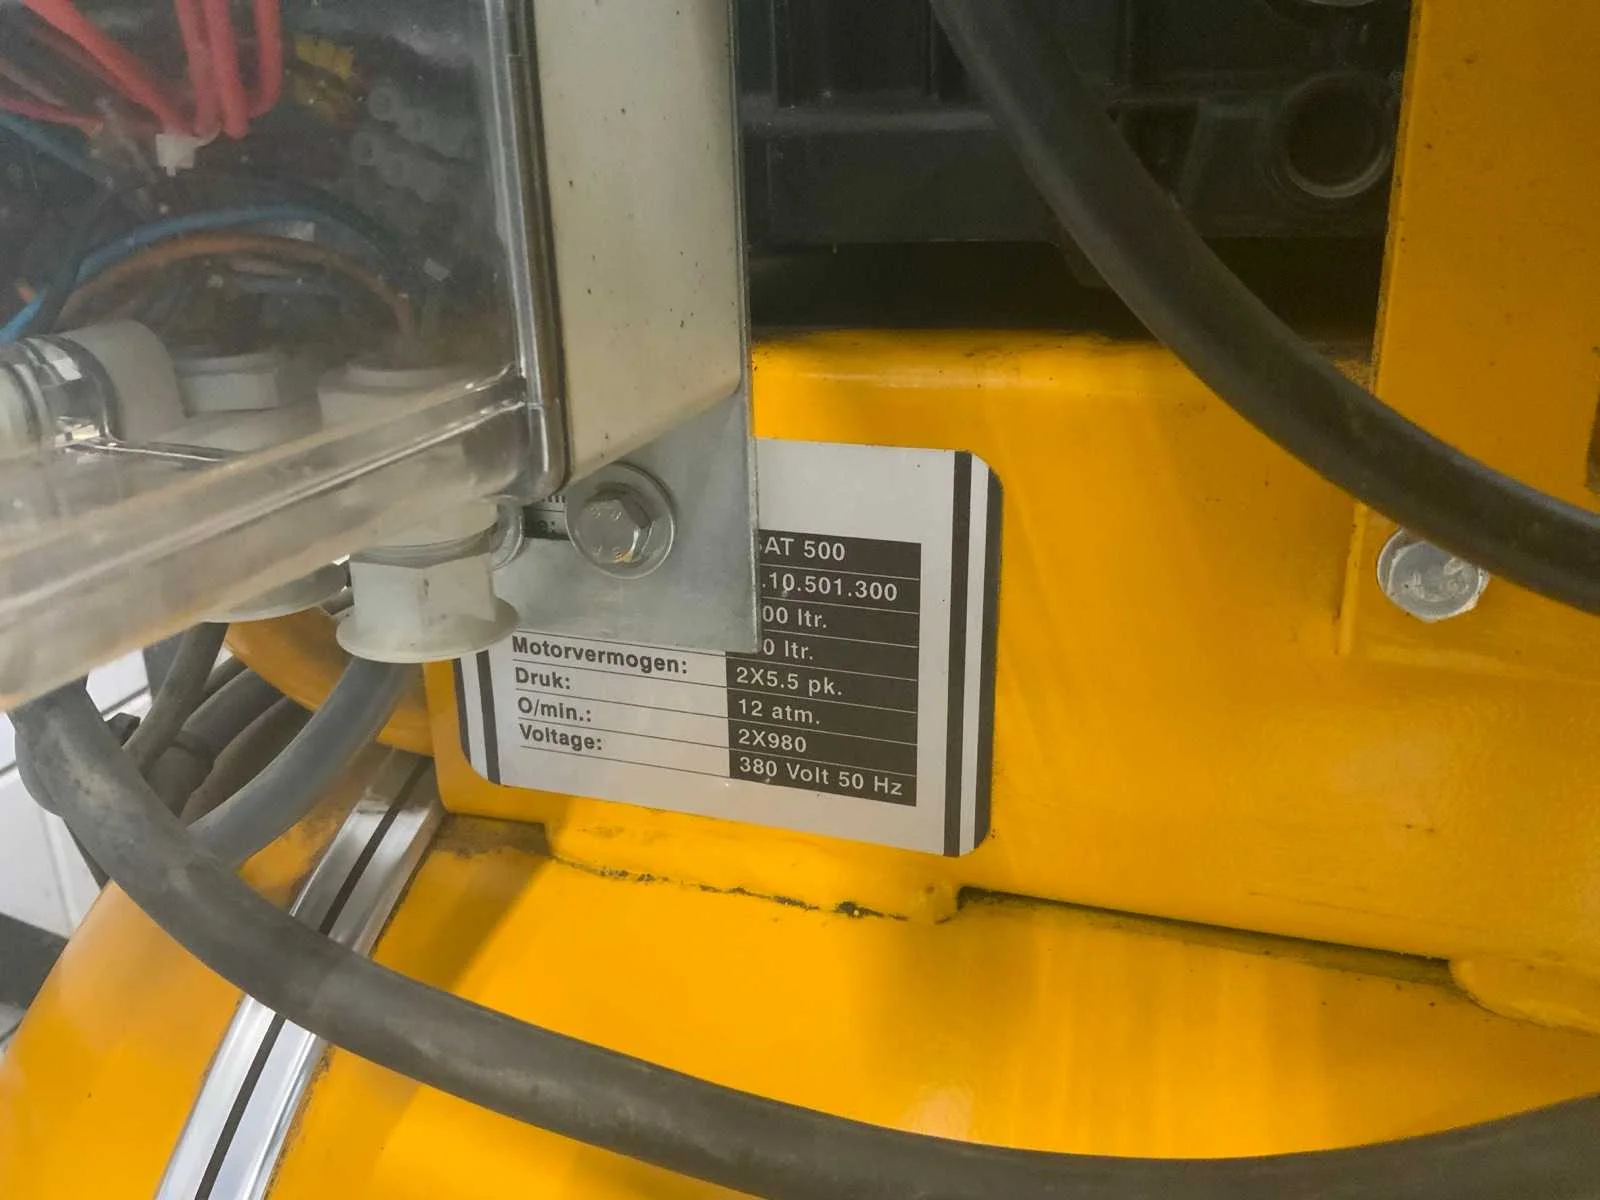 AT 500
.10.501.300
00 ltr.
0 ltr.
Motorvermogen: 2X5.5 pk.
Druk: 12 atm.
O/min.: 2X980
Voltage: 380 Volt 50 Hz